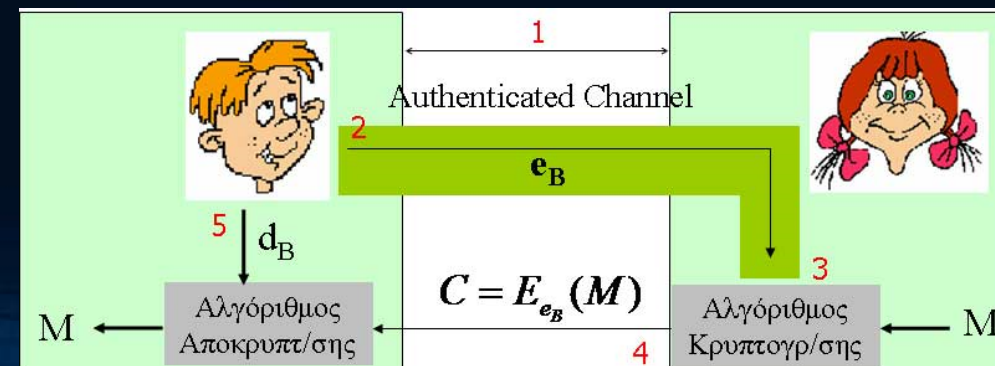 1
Authenticated Channel
2
e_B
5
d_B
3
C = E_{e_B}(M)
M
Αλγόριθμος
Αποκρυπτ/σης
4
Αλγόριθμος
Κρυπτογρ/σης
M